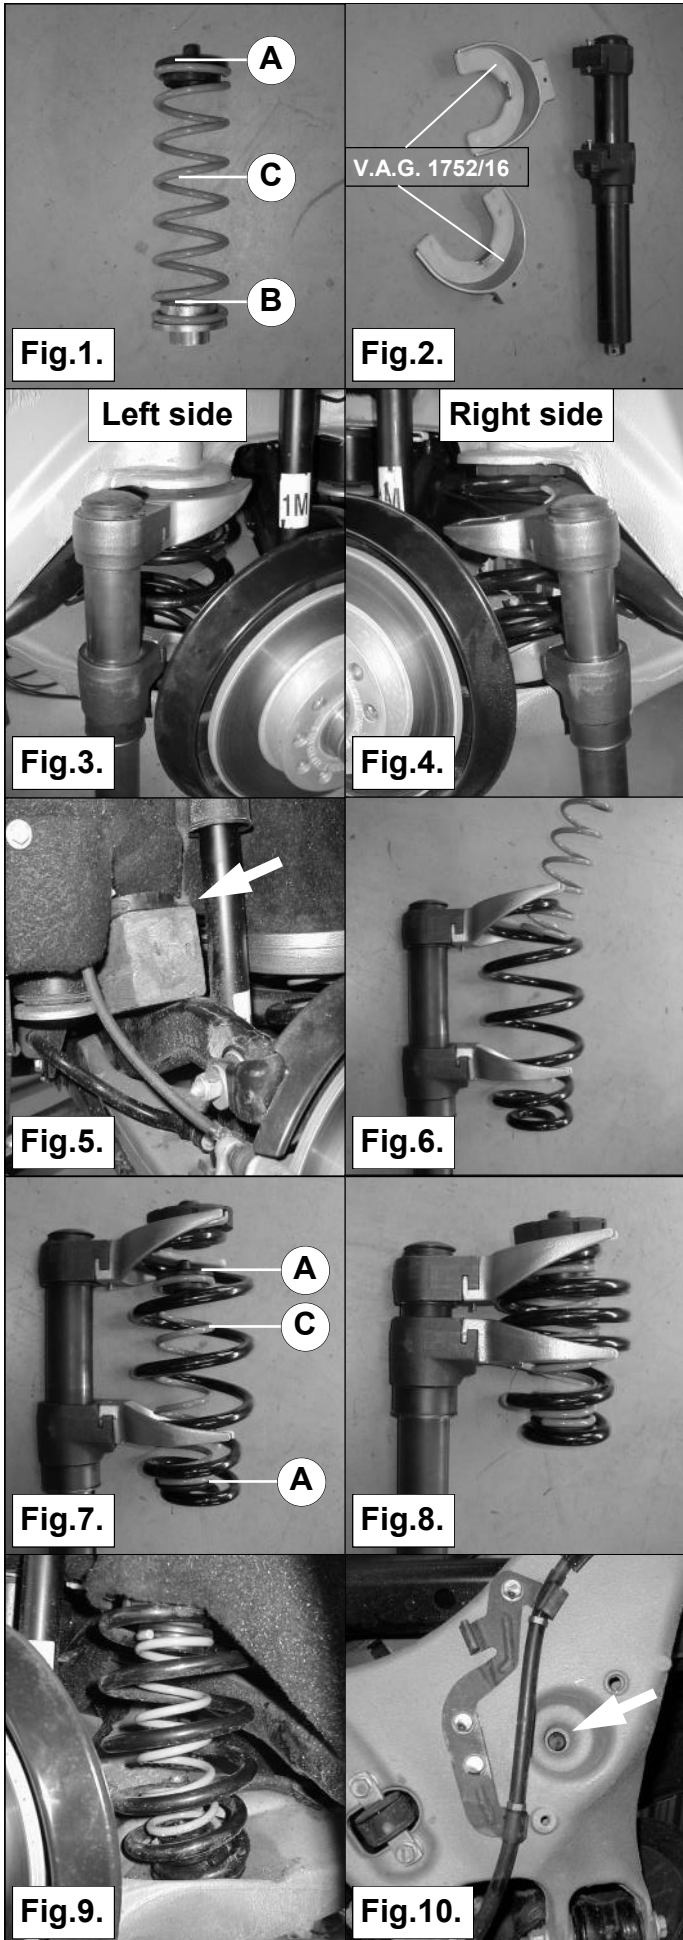 A
C
B
Fig.1.
V.A.G. 1752/16
Fig.2.
Left side
1M
Fig.3.
Right side
Fig.4.
Fig.5.
Fig.6.
A
C
A
Fig.7.
Fig.8.
Fig.9.
Fig.10.